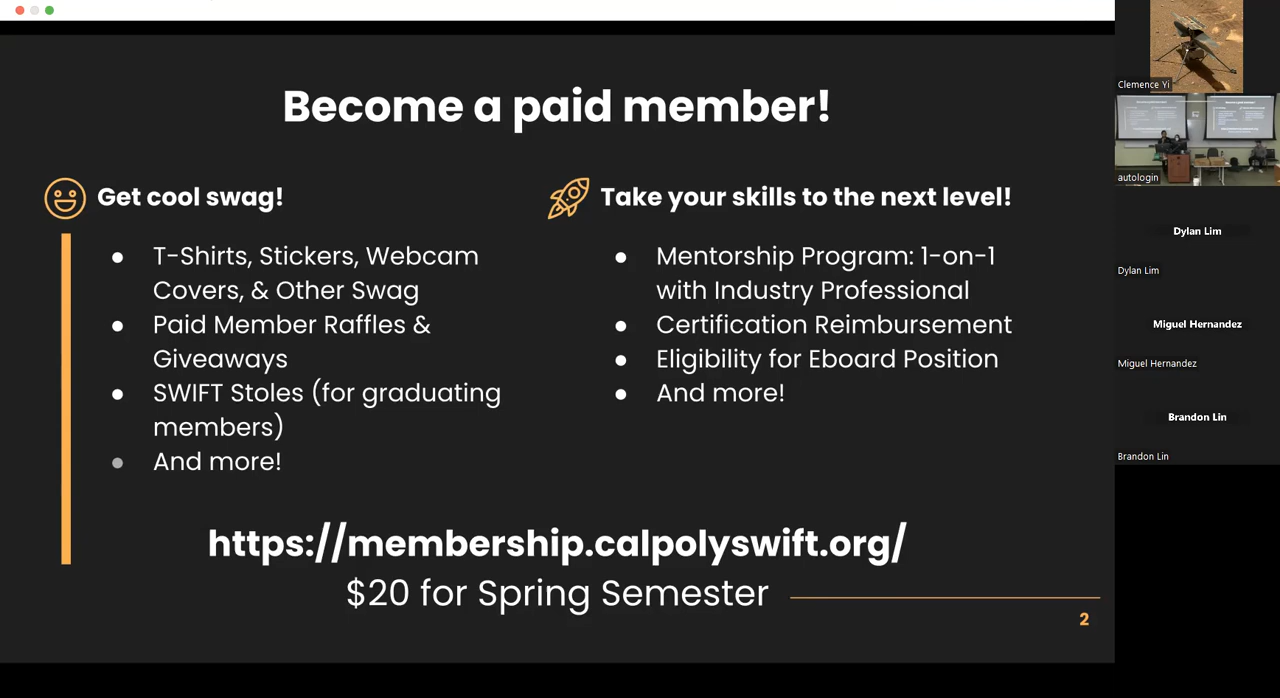 Become a paid member!
Get cool swag!
T-Shirts, Stickers, Webcam
Covers, & Other Swag
Paid Member Raffles &
Giveaways
SWIFT Stoles (for graduating
members)
And more!
Take your skills to the next level!
Mentorship Program: 1-on-1
with Industry Professional
Certification Reimbursement
Eligibility for Eboard Position
And more!
https://membership.calpolyswift.org/
$20 for Spring Semester
2
Clemence Yi
autologin
Dylan Lim
Dylan Lim
Miguel Hernandez
Miguel Hernandez
Brandon Lin
Brandon Lin